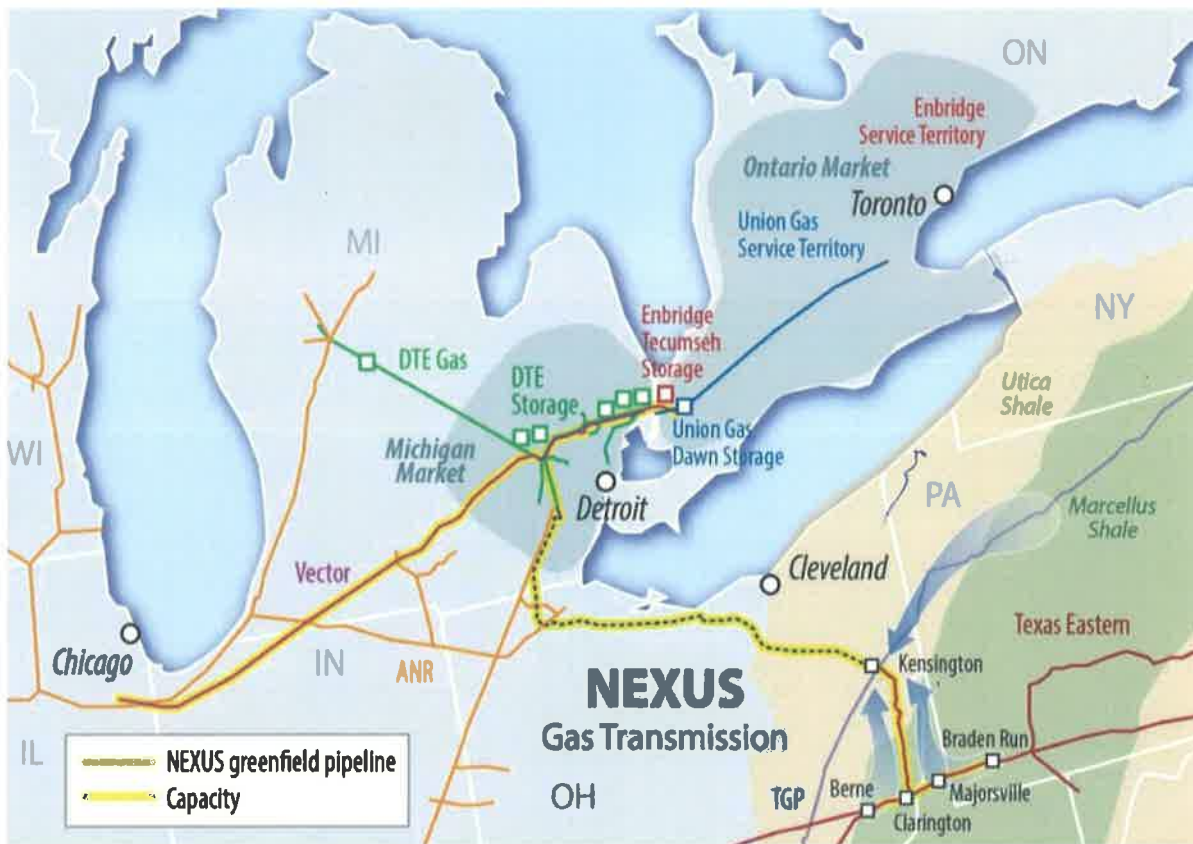 ON
Enbridge
Service Territory
Ontario Market
Toronto
Union Gas
Service Territory
MI
NY
Enbridge
Tecumseh
Storage
DTE Gas
DTE
Storage
Utica
Shale
WI
Michigan
Market
Union Gas
Dawn Storage
PA
Detroit
Marcellus
Shale
Vector
Cleveland
Texas Eastern
Chicago
IN
ANR
Kensington
NEXUS
Gas Transmission
IL
NEXUS greenfield pipeline
Capacity
OH
TGP
Braden Run
Berne
Majorsville
Clarington